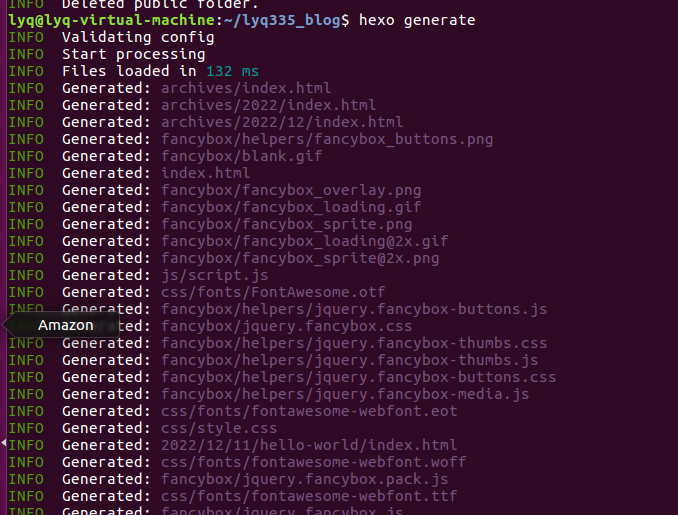 INFO  Deleted public folder.
lyq@lyq-virtual-machine:~/lyq335_blog$ hexo generate
INFO  Validating config
INFO  Start processing
INFO  Files loaded in 132 ms
INFO  Generated: archives/index.html
INFO  Generated: archives/2022/index.html
INFO  Generated: archives/2022/12/index.html
INFO  Generated: fancybox/helpers/fancybox_buttons.png
INFO  Generated: fancybox/blank.gif
INFO  Generated: index.html
INFO  Generated: fancybox/fancybox_overlay.png
INFO  Generated: fancybox/fancybox_loading.gif
INFO  Generated: fancybox/fancybox_sprite.png
INFO  Generated: fancybox/fancybox_loading@2x.gif
INFO  Generated: fancybox/fancybox_sprite@2x.png
INFO  Generated: js/script.js
INFO  Generated: css/fonts/FontAwesome.otf
INFO  Generated: fancybox/helpers/jquery.fancybox-buttons.js
Amazon ated: fancybox/jquery.fancybox.css
INFO  Generated: fancybox/helpers/jquery.fancybox-thumbs.css
INFO  Generated: fancybox/helpers/jquery.fancybox-thumbs.js
INFO  Generated: fancybox/helpers/jquery.fancybox-buttons.css
INFO  Generated: fancybox/helpers/jquery.fancybox-media.js
INFO  Generated: css/fonts/fontawesome-webfont.eot
INFO  Generated: css/style.css
INFO  Generated: 2022/12/11/hello-world/index.html
INFO  Generated: css/fonts/fontawesome-webfont.woff
INFO  Generated: fancybox/jquery.fancybox.pack.js
INFO  Generated: css/fonts/fontawesome-webfont.ttf
INFO  Generated: fancybox/jquery.fancybox.js